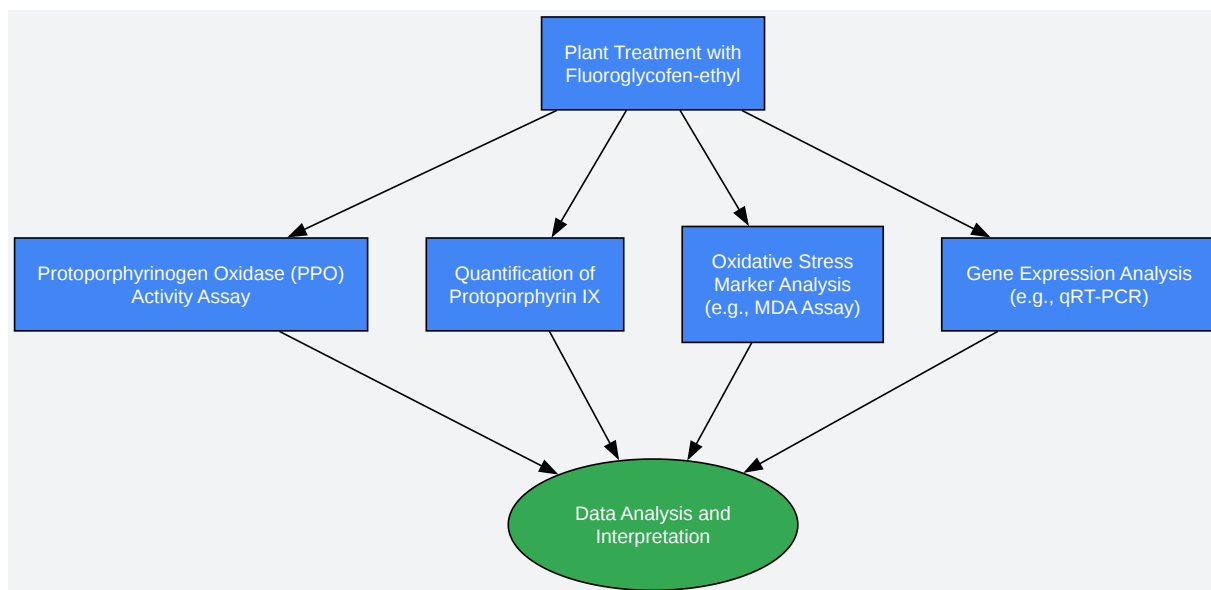 Plant Treatment with
Fluoroglycofen-ethyl
Protoporphyrinogen Oxidase (PPO)
Activity Assay
Quantification of
Protoporphyrin IX
Oxidative Stress
Marker Analysis
(e.g., MDA Assay)
Gene Expression Analysis
(e.g., qRT-PCR)
Data Analysis and
Interpretation